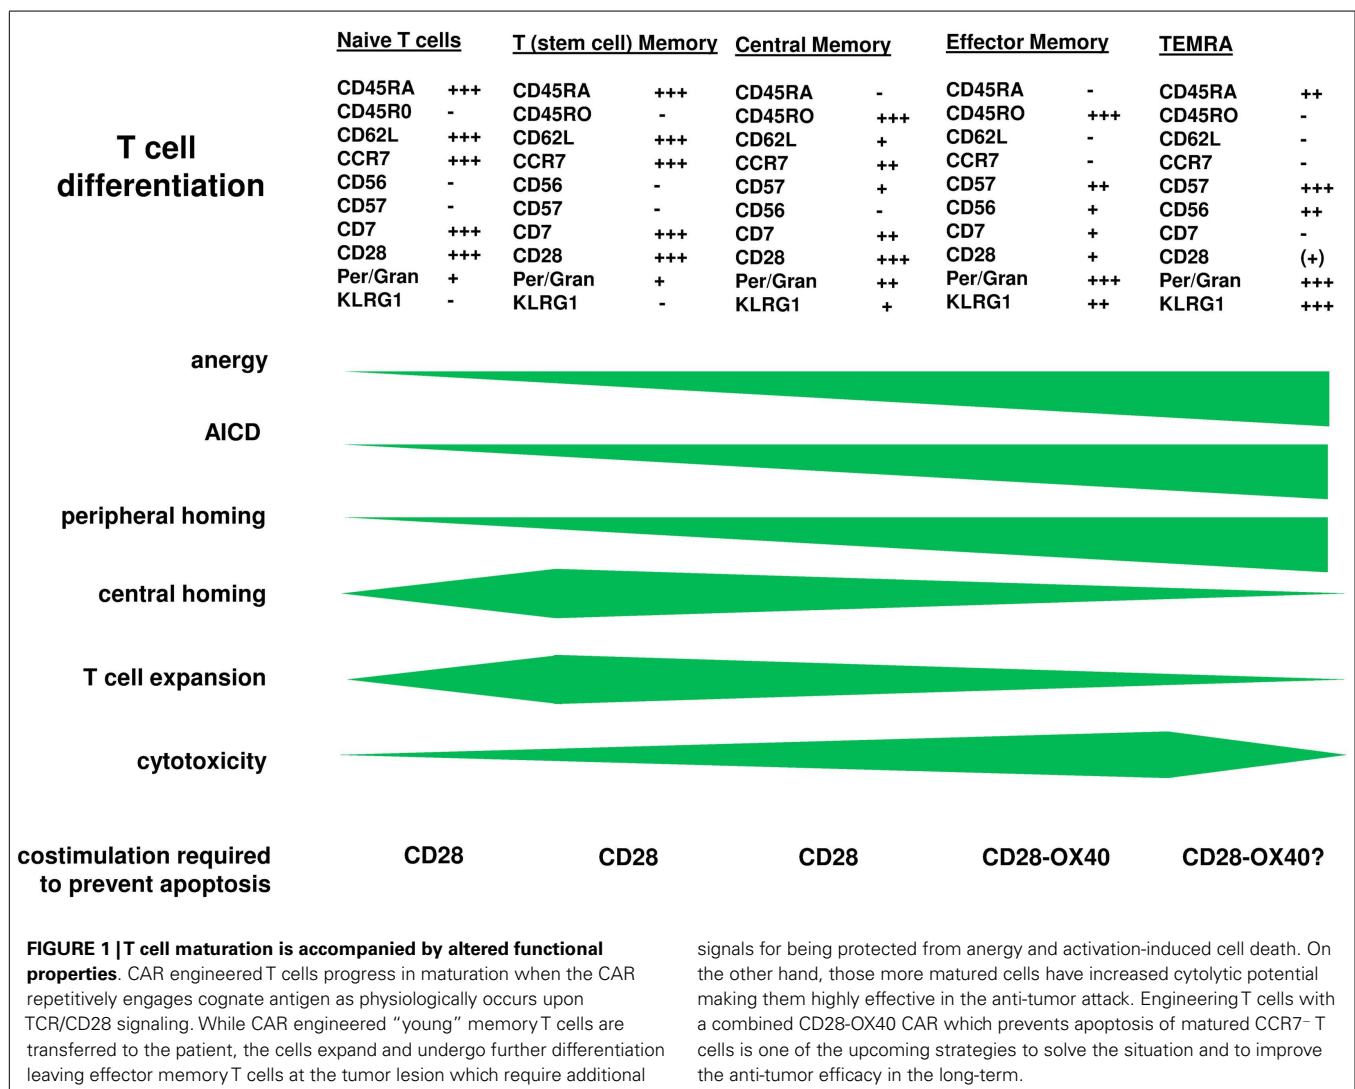 T cell
differentiation
Naive T cells
CD45RA +++
CD45R0 -
CD62L +++
CCR7 +++
CD56 -
CD57 -
CD7 +++
CD28 +++
Per/Gran +
KLRG1 -
T (stem cell) Memory
CD45RA +++
CD45RO -
CD62L +++
CCR7 +++
CD56 -
CD57 -
CD7 +++
CD28 +++
Per/Gran +
KLRG1 -
Central Memory
CD45RA -
CD45RO +++
CD62L +
CCR7 ++
CD57 +
CD56 -
CD7 ++
CD28 +++
Per/Gran ++
KLRG1 +
Effector Memory
CD45RA -
CD45RO +++
CD62L -
CCR7 -
CD57 ++
CD56 +
CD7 +
CD28 +
Per/Gran +++
KLRG1 ++
TEMRA
CD45RA ++
CD45RO -
CD62L -
CCR7 -
CD57 +++
CD56 ++
CD7 -
CD28 (+)
Per/Gran +++
KLRG1 +++
anergy
AICD
peripheral homing
central homing
T cell expansion
cytotoxicity
costimulation required
to prevent apoptosis
CD28 CD28 CD28 CD28-OX40 CD28-OX40?
FIGURE 1 | T cell maturation is accompanied by altered functional
properties. CAR engineered T cells progress in maturation when the CAR
repetitively engages cognate antigen as physiologically occurs upon
TCR/CD28 signaling. While CAR engineered “young” memory T cells are
transferred to the patient, the cells expand and undergo further differentiation
leaving effector memory T cells at the tumor lesion which require additional
signals for being protected from anergy and activation-induced cell death. On
the other hand, those more matured cells have increased cytolytic potential
making them highly effective in the anti-tumor attack. Engineering T cells with
a combined CD28-OX40 CAR which prevents apoptosis of matured CCR7⁻ T
cells is one of the upcoming strategies to solve the situation and to improve
the anti-tumor efficacy in the long-term.